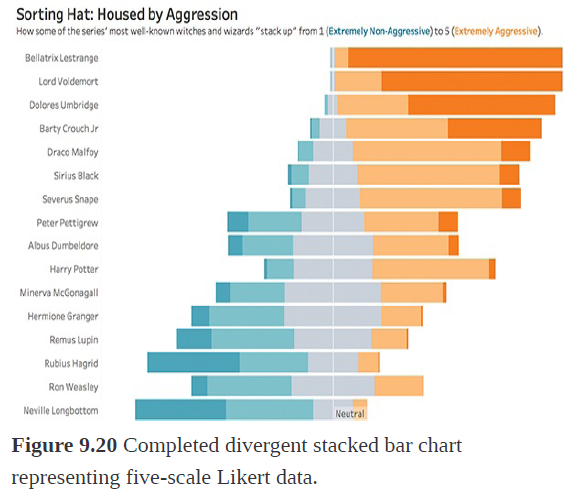 Sorting Hat: Housed by Aggression
How some of the series' most well-known witches and wizards "stack up" from 1 (Extremely Non-Aggressive) to 5 (Extremely Aggressive).
Bellatrix Lestrange
Lord Voldemort
Dolores Umbridge
Barty Crouch Jr
Draco Malfoy
Sirius Black
Severus Snape
Peter Pettigrew
Albus Dumbeldore
Harry Potter
Minerva McGonagall
Hermione Granger
Remus Lupin
Rubius Hagrid
Ron Weasley
Neville Longbottom
Neutral
Figure 9.20 Completed divergent stacked bar chart
representing five-scale Likert data.